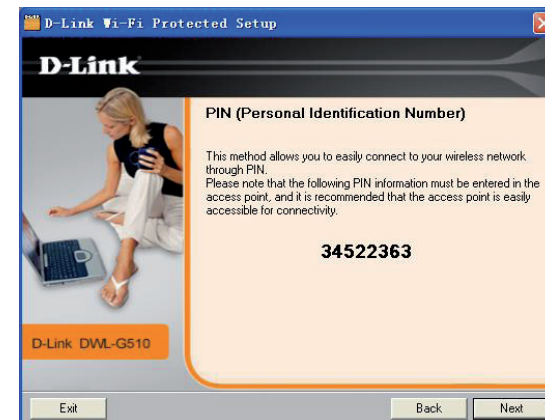 D-Link Wi-Fi Protected Setup
D-Link
PIN (Personal Identification Number)
This method allows you to easily connect to your wireless network
through PIN.
Please note that the following PIN information must be entered in the
access point, and it is recommended that the access point is easily
accessible for connectivity.
34522363
D-Link DWL-G510
Exit
Back
Next